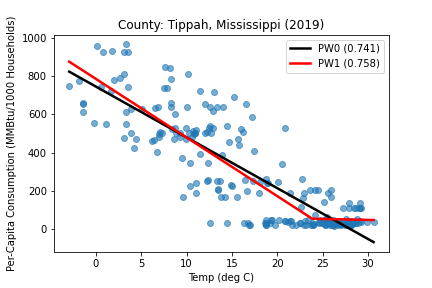 County: Tippah, Mississippi (2019)
Per-Capita Consumption (MMBtu/1000 Households)
1000
800
600
400
200
0
PW0 (0.741)
PW1 (0.758)
0 5 10 15 20 25 30
Temp (deg C)